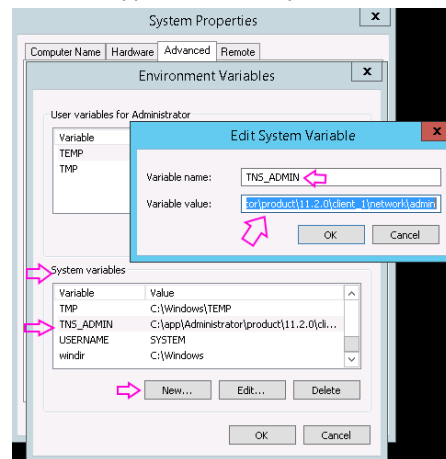 System Properties
x
Computer Name Hardware Advanced Remote
Environment Variables
x
User variables for Administrator
Variable
TEMP
TMP
Edit System Variable
x
Variable name: TNS_ADMIN
Variable value: tor\product\11.2.0\client_1\network\admin
OK Cancel
System variables
Variable Value
TMP C:\Windows\TEMP
TNS_ADMIN C:\app\Administrator\product\11.2.0\cli...
USERNAME SYSTEM
windir C:\Windows
New... Edit... Delete
OK Cancel